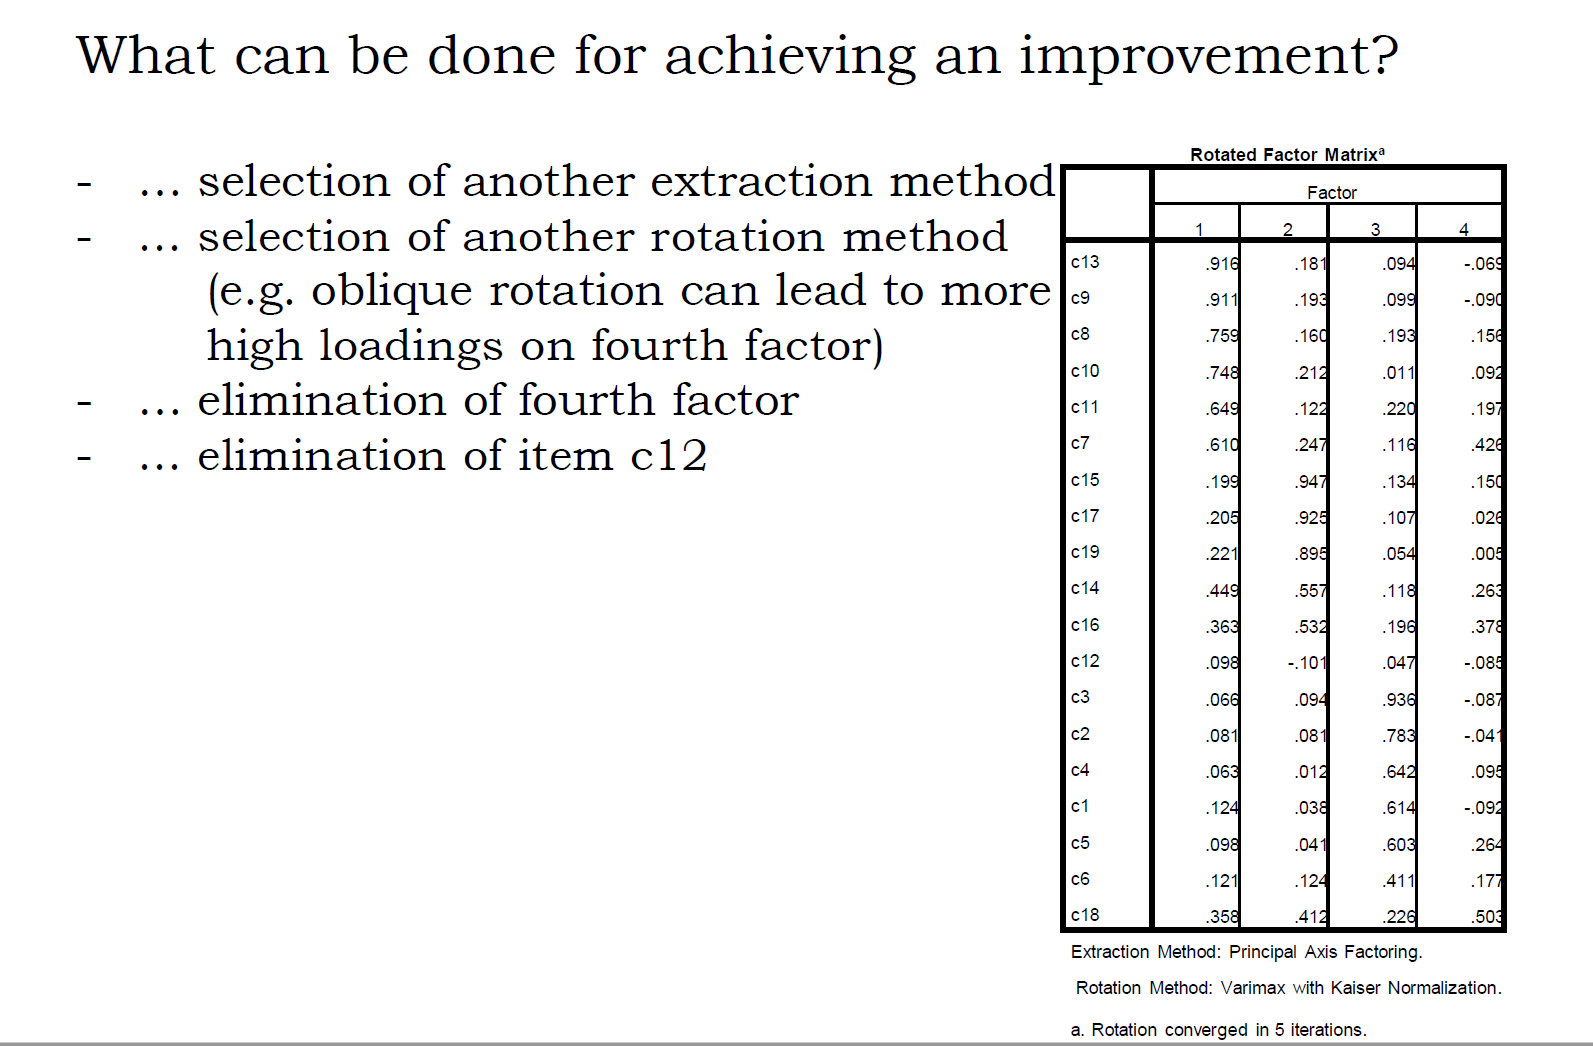 What can be done for achieving an improvement?
- ... selection of another extraction method
- ... selection of another rotation method
(e.g. oblique rotation can lead to more
high loadings on fourth factor)
- ... elimination of fourth factor
- ... elimination of item c12
Rotated Factor Matrixa
Factor
1 2 3 4
c13 .916 .181 .094 -.069
c9 .911 .193 .099 -.090
c8 .759 .160 .193 .156
c10 .748 .212 .011 .092
c11 .649 .122 .220 .197
c7 .610 .247 .116 .426
c15 .199 .947 .134 .150
c17 .205 .925 .107 .026
c19 .221 .895 .054 .005
c14 .449 .557 .118 .263
c16 .363 .532 .196 .378
c12 .098 -.101 .047 -.085
c3 .066 .094 .936 -.087
c2 .081 .081 .783 -.041
c4 .063 .012 .642 .095
c1 .124 .038 .614 -.092
c5 .098 .041 .603 .264
c6 .121 .124 .411 .177
c18 .358 .412 .226 .503
Extraction Method: Principal Axis Factoring.
Rotation Method: Varimax with Kaiser Normalization.
a. Rotation converged in 5 iterations.